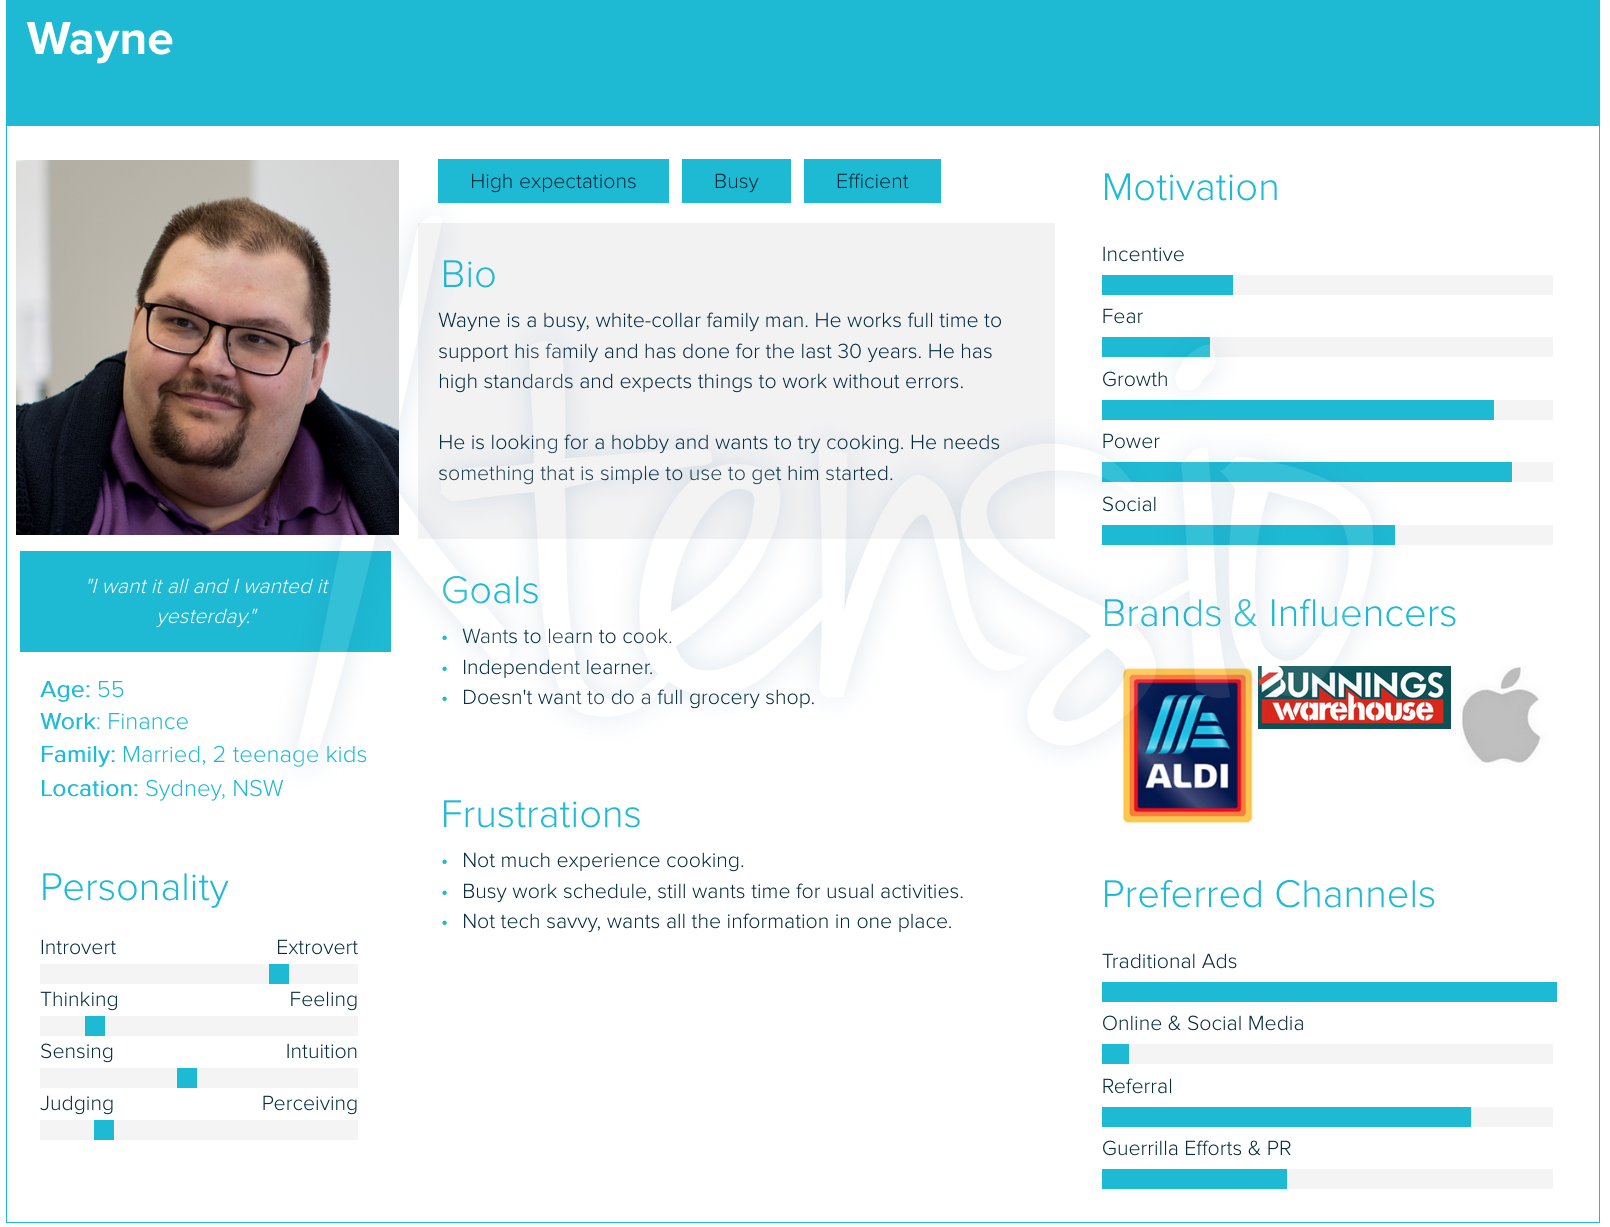 Wayne
High expectations
Busy
Efficient
Bio
Wayne is a busy, white-collar family man. He works full time to
support his family and has done for the last 30 years. He has
high standards and expects things to work without errors.
He is looking for a hobby and wants to try cooking. He needs
something that is simple to use to get him started.
"I want it all and I wanted it
yesterday."
Age: 55
Work: Finance
Family: Married, 2 teenage kids
Location: Sydney, NSW
Personality
Introvert Extrovert
Thinking Feeling
Sensing Intuition
Judging Perceiving
Goals
• Wants to learn to cook.
• Independent learner.
• Doesn't want to do a full grocery shop.
Frustrations
• Not much experience cooking.
• Busy work schedule, still wants time for usual activities.
• Not tech savvy, wants all the information in one place.
Motivation
Incentive
Fear
Growth
Power
Social
Brands & Influencers
ALDI
BUNNINGS
warehouse
Preferred Channels
Traditional Ads
Online & Social Media
Referral
Guerrilla Efforts & PR
Xtensio